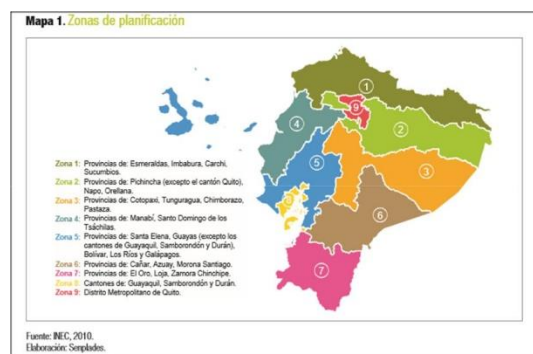 Mapa 1. Zonas de planificación
1
9
2
4
5
3
8
6
7
Zona 1: Provincias de: Esmeraldas, Imbabura, Carchi,
Sucumbios.
Zona 2: Provincias de: Pichincha (excepto el cantón Quito),
Napo, Orellana.
Zona 3: Provincias de: Cotopaxi, Tunguragua, Chimborazo,
Pastaza.
Zona 4: Provincias de: Manabí, Santo Domingo de los
Tsáchilas.
Zona 5: Provincias de: Santa Elena, Guayas (excepto los
cantones de Guayaquil, Samborondón y Durán),
Bolívar, Los Ríos y Galápagos.
Zona 6: Provincias de: Cañar, Azuay, Morona Santiago.
Zona 7: Provincias de: El Oro, Loja, Zamora Chinchipe.
Zona 8: Cantones de: Guayaquil, Samborondón y Durán.
Zona 9: Distrito Metropolitano de Quito.
Fuente: INEC, 2010.
Elaboración: Senplades.